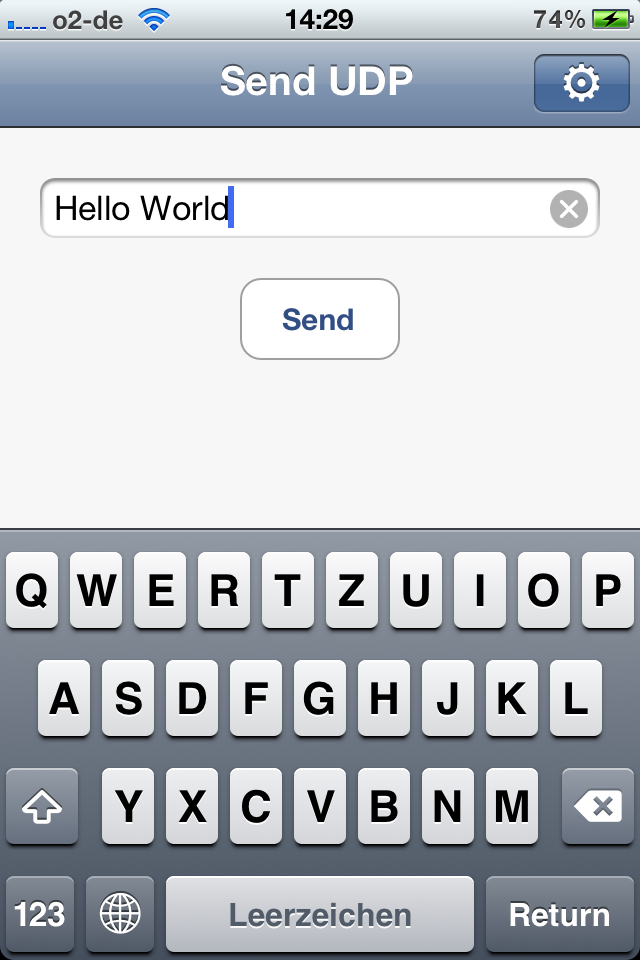 o2-de 14:29 74%
Send UDP
Hello World
Send
Q W E R T Z U I O P
A S D F G H J K L
Y X C V B N M
123 Leerzeichen Return